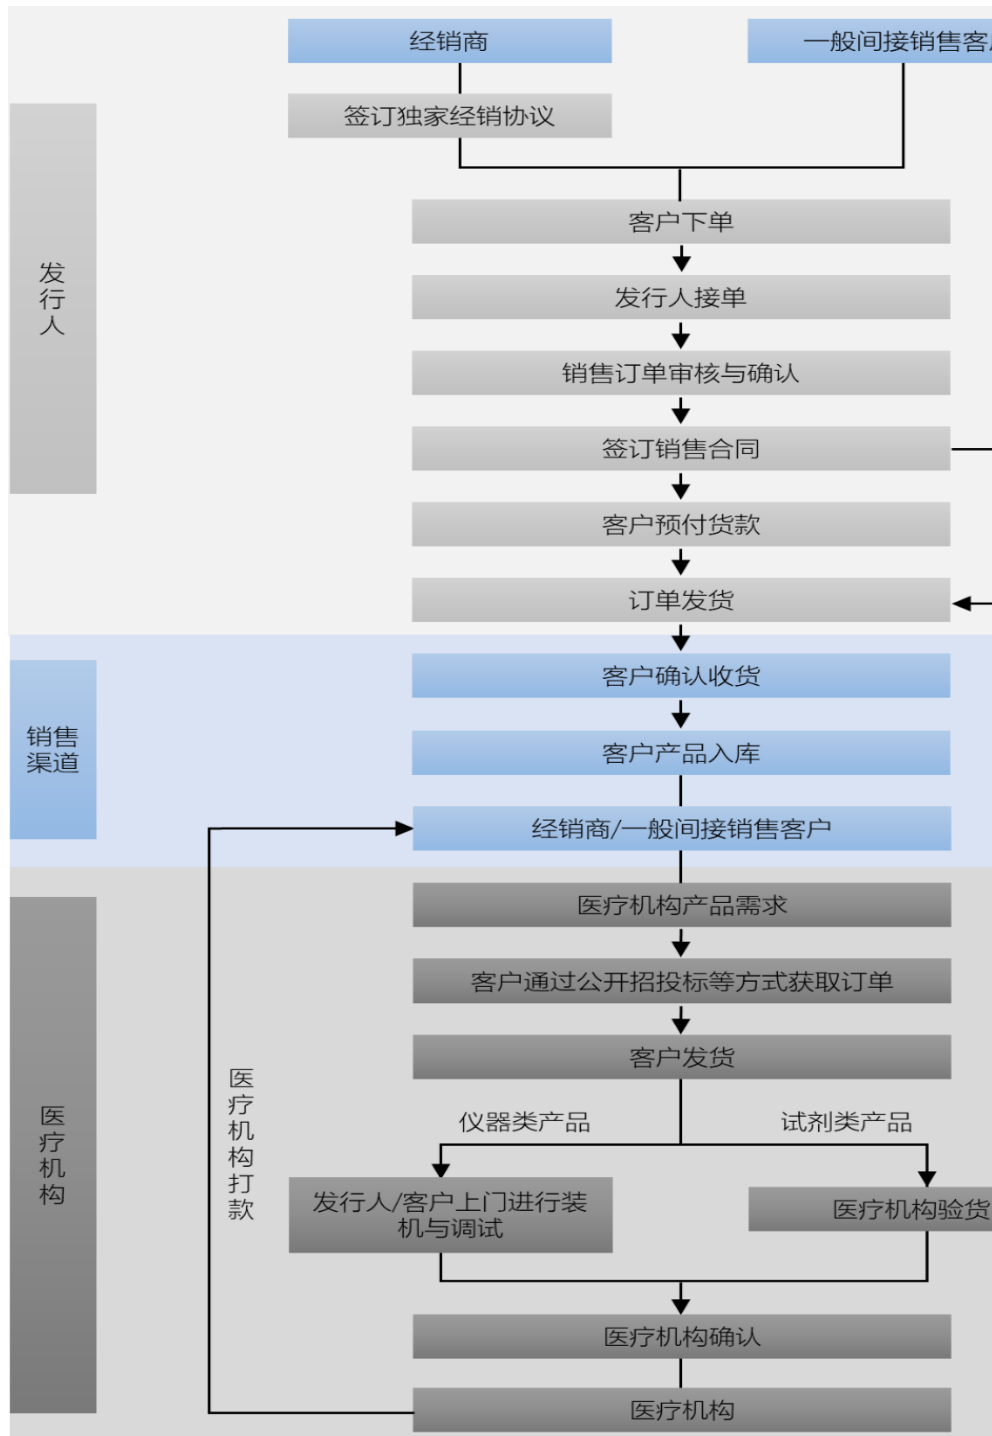 经销商
一般间接销售客
签订独家经销协议
发行人
客户下单
发行人接单
销售订单审核与确认
签订销售合同
客户预付货款
订单发货
销售
渠道
客户确认收货
客户产品入库
经销商/一般间接销售客户
医疗机构
医疗机构产品需求
客户通过公开招投标等方式获取订单
客户发货
医疗机构打款
仪器类产品
试剂类产品
发行人/客户上门进行装
机与调试
医疗机构验货
医疗机构确认
医疗机构